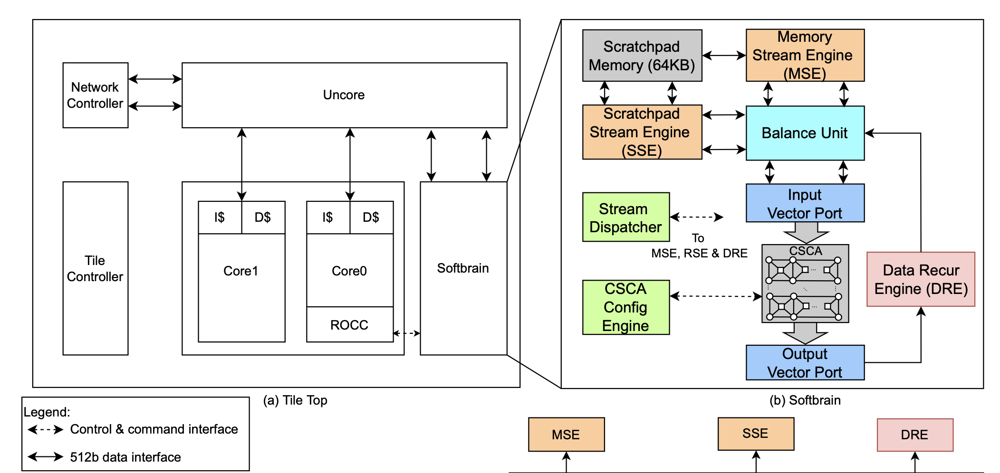 Network
Controller
Uncore
Tile
Controller
I$
D$
Core1
I$
D$
Core0
ROCC
Softbrain
(a) Tile Top
Legend:
Control & command interface
512b data interface
Scratchpad
Memory (64KB)
Memory
Stream Engine
(MSE)
Scratchpad
Stream Engine
(SSE)
Balance Unit
Stream
Dispatcher
To
MSE, RSE & DRE
Input
Vector Port
CSCA
CSCA
Config
Engine
Data Recur
Engine (DRE)
Output
Vector Port
(b) Softbrain
MSE
SSE
DRE